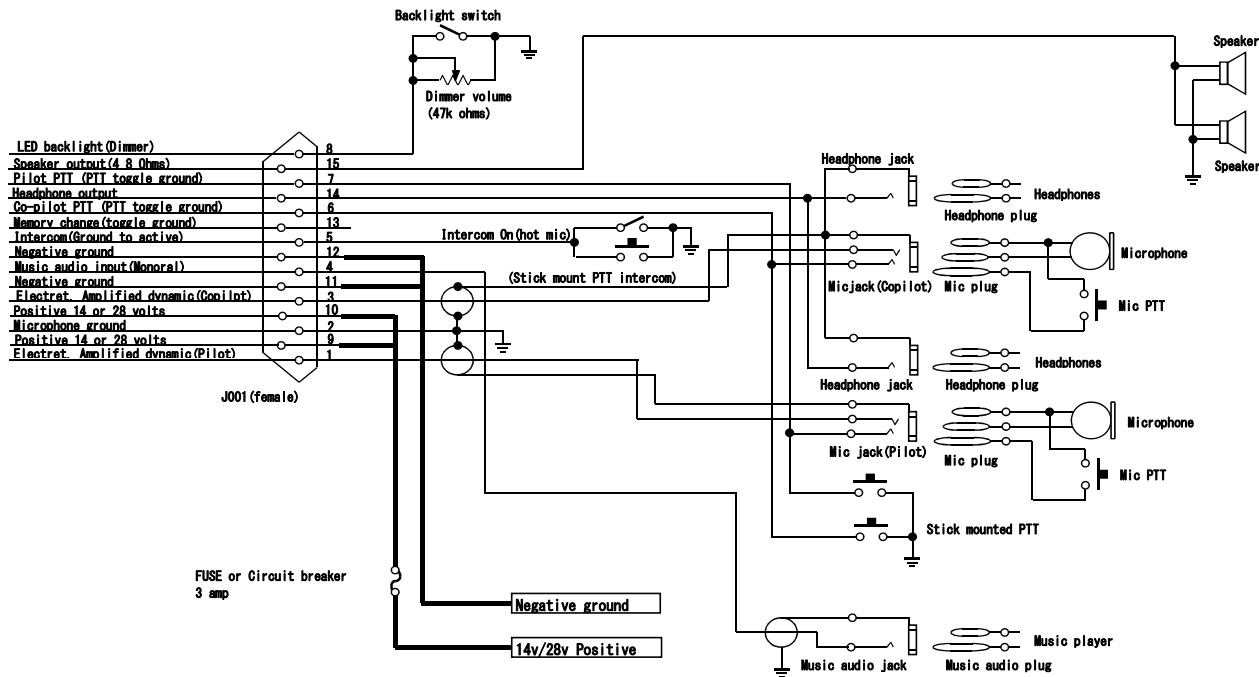 Backlight switch
Dimmer volume
(47k ohms)
Speaker
Speaker
LED backlight(Dimmer) 8
Speaker output(4 8 Ohms) 15
Pilot PTT (PTT toggle ground) 7
Headphone output 14
Co-pilot PTT (PTT toggle ground) 6
Memory change(toggle ground) 13
Intercom(Ground to active) 5
Negative ground 12
Music audio input(Monoral) 4
Negative ground 11
Electret. Amplified dynamic(Copilpt) 3
Positive 14 or 28 volts 10
Microphone ground 2
Positive 14 or 28 volts 9
Electret. Amplified dynamic(Pilot) 1
J001(female)
Intercom On(hot mic)
(Stick mount PTT intercom)
Headphone jack
Headphones
Headphone plug
Microphone
Micjack(Copilot)
Mic plug
Mic PTT
Headphones
Headphone jack
Headphone plug
Microphone
Mic jack(Pilot)
Mic plug
Mic PTT
Stick mounted PTT
FUSE or Circuit breaker
3 amp
Negative ground
14v/28v Positive
Music player
Music audio jack
Music audio plug